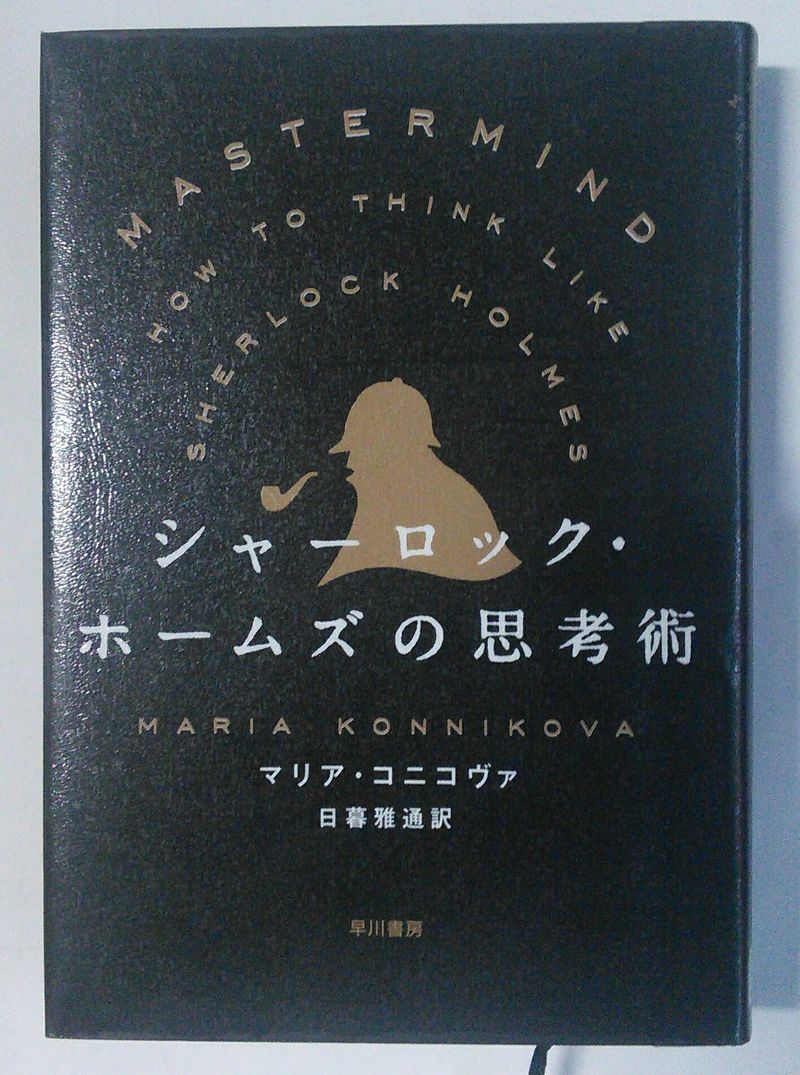 MASTERMIND
HOW TO THINK LIKE
SHERLOCK HOLMES
シャーロック・
ホームズの思考術
MARIA KONNIKOVA
マリア・コニコヴァ
日暮雅通訳
早川書房